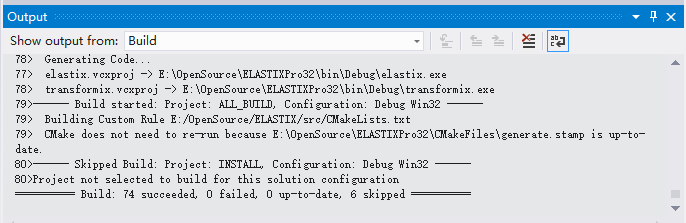 Output
Show output from: Build
78>  Generating Code...
77>  elastix.vcxproj -> E:\OpenSource\ELASTIXPro32\bin\Debug\elastix.exe
78>  transformix.vcxproj -> E:\OpenSource\ELASTIXPro32\bin\Debug\transformix.exe
79>------ Build started: Project: ALL_BUILD, Configuration: Debug Win32 ------
79>  Building Custom Rule E:/OpenSource/ELASTIX/src/CMakeLists.txt
79>  CMake does not need to re-run because E:\OpenSource\ELASTIXPro32\CMakeFiles\generate.stamp is up-to-
date.
80>------ Skipped Build: Project: INSTALL, Configuration: Debug Win32 ------
80>Project not selected to build for this solution configuration
========== Build: 74 succeeded, 0 failed, 0 up-to-date, 6 skipped ==========